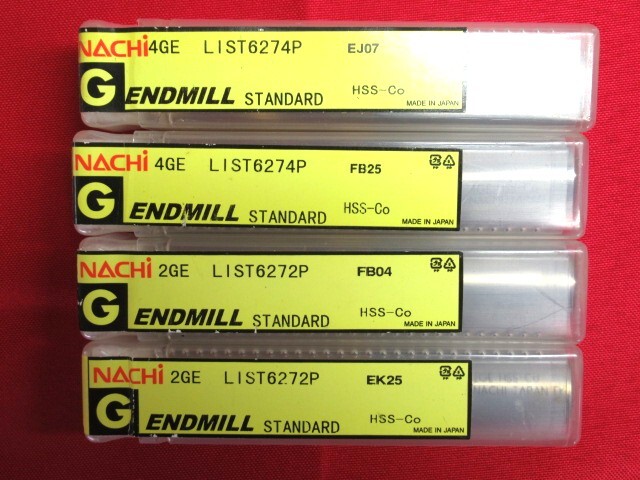 NACHi 4GE LIST6274P EJ07
G ENDMILL STANDARD HSS-Co
MADE IN JAPAN
NACHi 4GE LIST6274P FB25
G ENDMILL STANDARD HSS-Co
MADE IN JAPAN
NACHi 2GE LIST6272P FB04
G ENDMILL STANDARD HSS-Co
MADE IN JAPAN
NACHi 2GE LIST6272P EK25
G ENDMILL STANDARD HSS-Co
MADE IN JAPAN